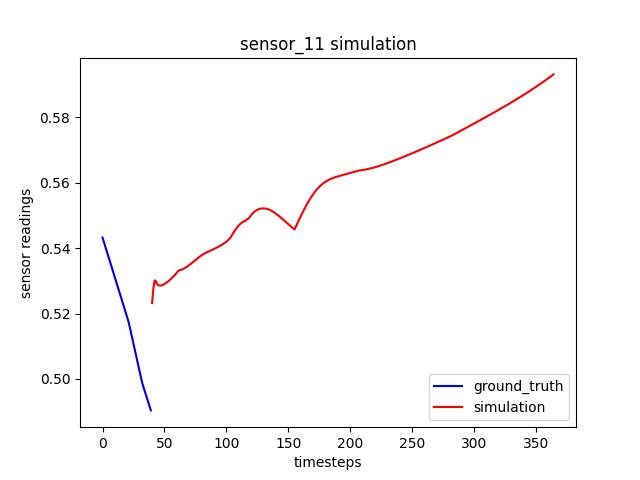 sensor_11 simulation
sensor readings
0.58
0.56
0.54
0.52
0.50
0 50 100 150 200 250 300 350
timesteps
ground_truth
simulation